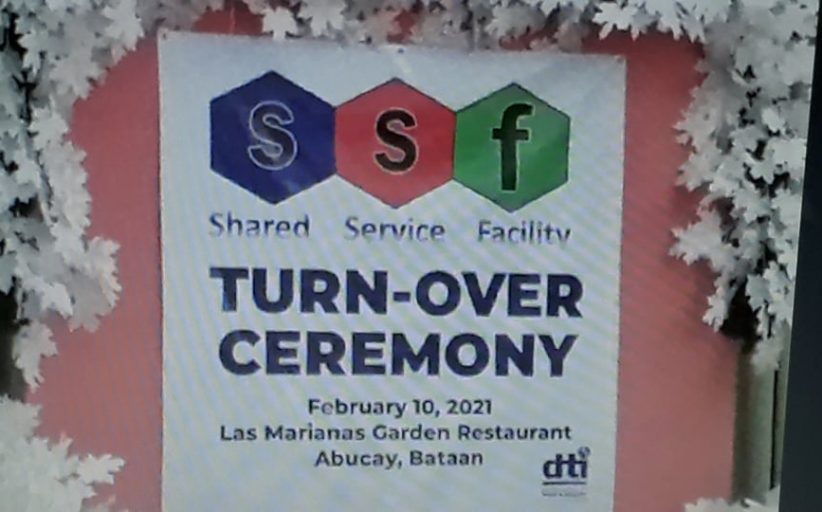 S S f
Shared Service Facility
TURN-OVER
CEREMONY
February 10, 2021
Las Marianas Garden Restaurant
Abucay, Bataan
dti